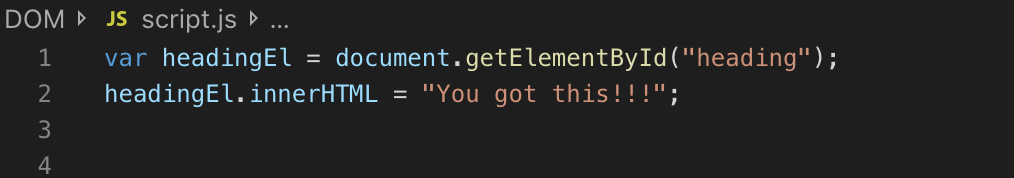 DOM JS script.js ...
1 var headingEl = document.getElementById("heading");
2 headingEl.innerHTML = "You got this!!!";
3
4